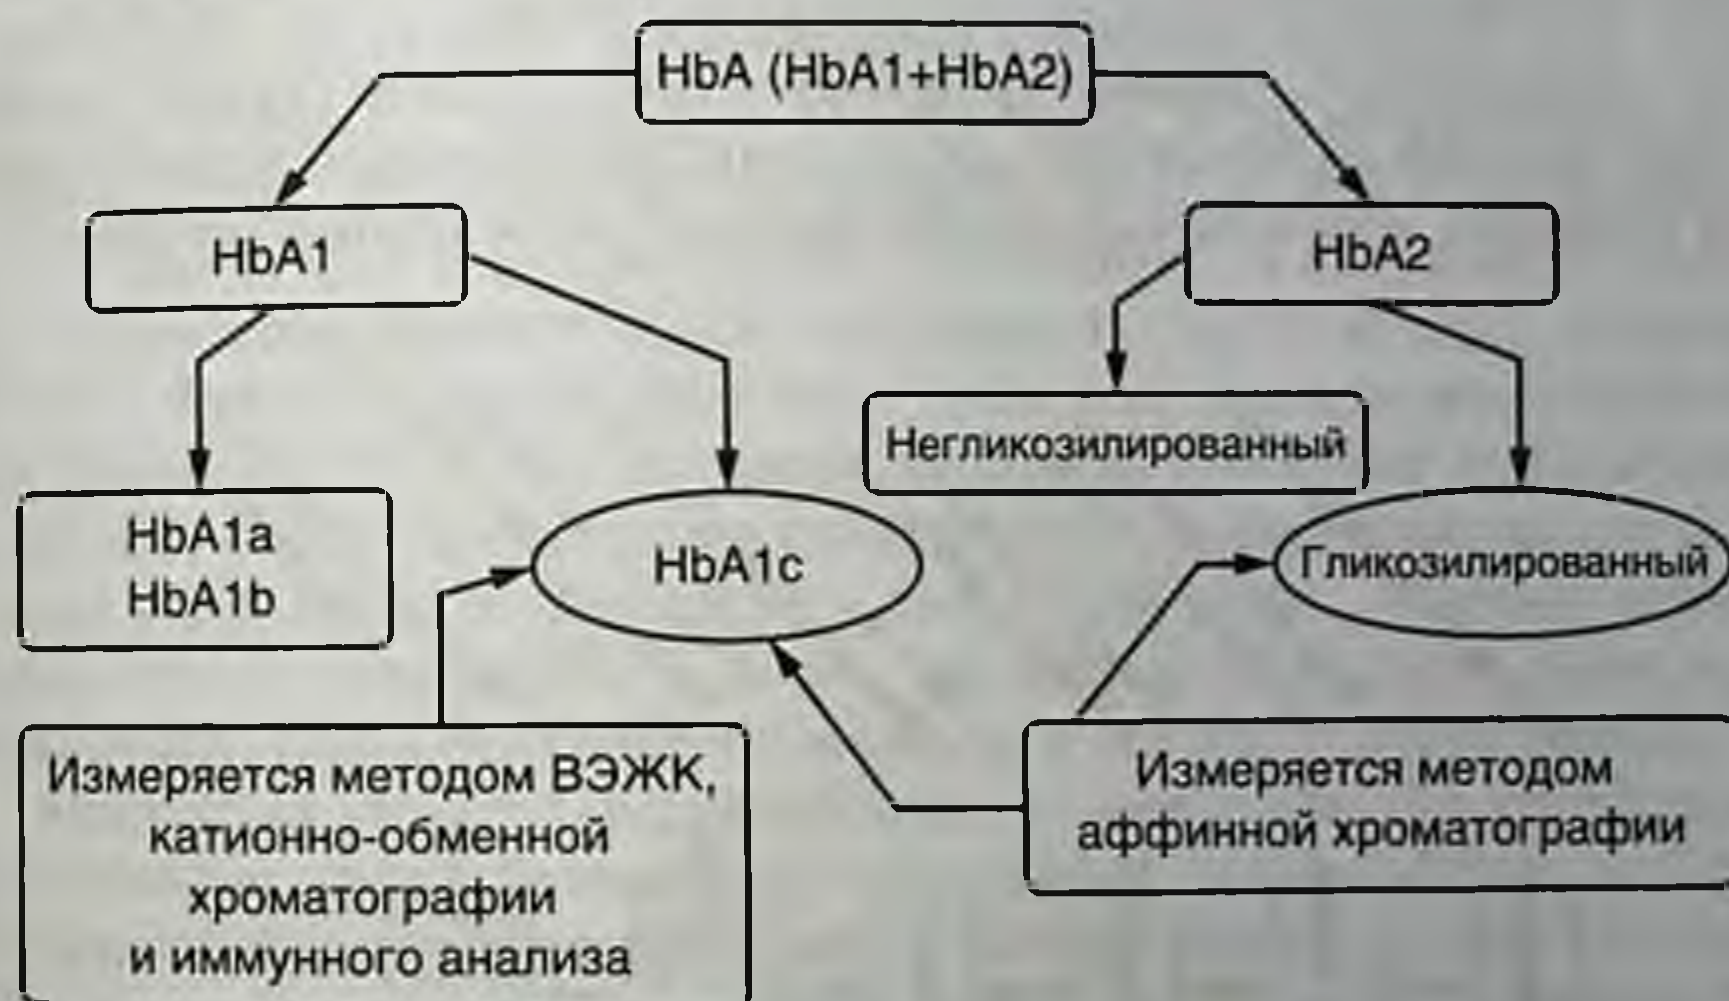 HbA (HbA1+HbA2)
HbA1
HbA2
Негликозилированный
HbA1a
HbA1b
HbA1c
Гликозилированный
Измеряется методом ВЭЖК,
катионно-обменной
хроматографии
и иммунного анализа
Измеряется методом
аффинной хроматографии